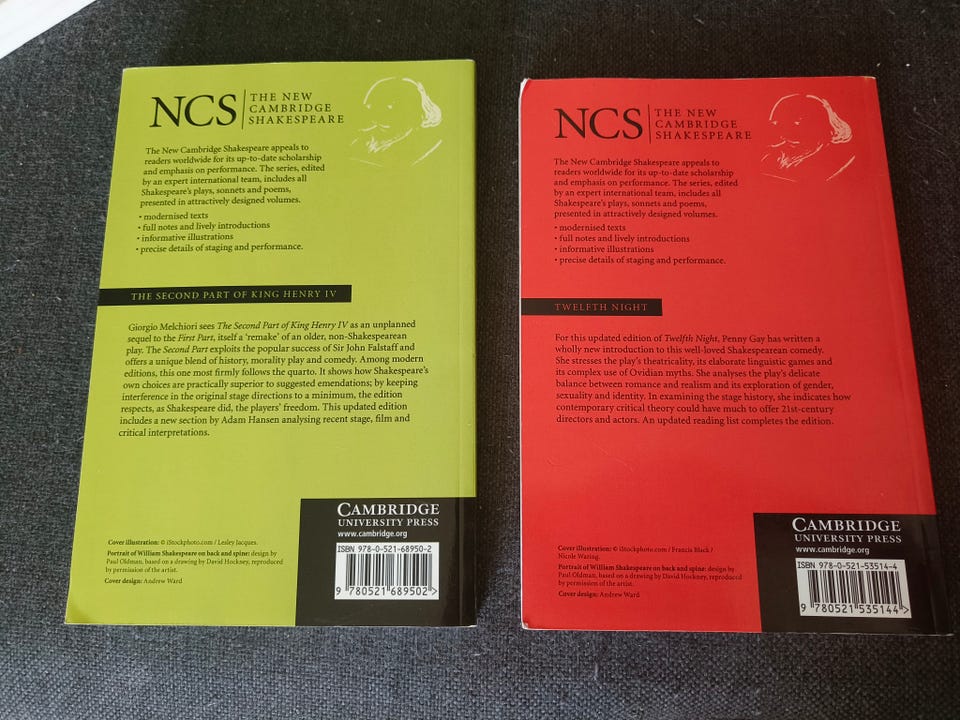 NCS
THE NEW
CAMBRIDGE
SHAKESPEARE
The New Cambridge Shakespeare appeals to
readers worldwide for its up-to-date scholarship
and emphasis on performance. The series, edited
by an expert international team, includes all
Shakespeare's plays, sonnets and poems,
presented in attractively designed volumes.
• modernised texts
• full notes and lively introductions
• informative illustrations
• precise details of staging and performance.
THE SECOND PART OF KING HENRY IV
Giorgio Melchiori sees The Second Part of King Henry IV as an unplanned
sequel to the First Part, itself a 'remake' of an older, non-Shakespearean
play. The Second Part exploits the popular success of Sir John Falstaff and
offers a unique blend of history, morality play and comedy. Among modern
editions, this one most firmly follows the quarto. It shows how Shakespeare's
own choices are practically superior to suggested emendations; by keeping
interference in the original stage directions to a minimum, the edition
respects, as Shakespeare did, the players' freedom. This updated edition
includes a new section by Adam Hansen analysing recent stage, film and
critical interpretations.
Cover illustration: © iStockphoto.com / Lesley Jacques.
Portrait of William Shakespeare on back and spine: design by
Paul Oldman, based on a drawing by David Hockney, reproduced
by permission of the artist.
Cover design: Andrew Ward
CAMBRIDGE
UNIVERSITY PRESS
www.cambridge.org
ISBN 978-0-521-68950-2
9 780521 689502 >
NCS
THE NEW
CAMBRIDGE
SHAKESPEARE
The New Cambridge Shakespeare appeals to
readers worldwide for its up-to-date scholarship
and emphasis on performance. The series, edited
by an expert international team, includes all
Shakespeare's plays, sonnets and poems,
presented in attractively designed volumes.
• modernised texts
• full notes and lively introductions
• informative illustrations
• precise details of staging and performance.
TWELFTH NIGHT
For this updated edition of Twelfth Night, Penny Gay has written a
wholly new introduction to this well-loved Shakespearean comedy.
She stresses the play's theatricality, its elaborate linguistic games and
its complex use of Ovidian myths. She analyses the play's delicate
balance between romance and realism and its exploration of gender,
sexuality and identity. In examining the stage history, she indicates how
contemporary critical theory could have much to offer 21st-century
directors and actors. An updated reading list completes the edition.
Cover illustration: © iStockphoto.com / Francis Black /
Nicole Waring.
Portrait of William Shakespeare on back and spine: design by
Paul Oldman, based on a drawing by David Hockney, reproduced
by permission of the artist.
Cover design: Andrew Ward
CAMBRIDGE
UNIVERSITY PRESS
www.cambridge.org
ISBN 978-0-521-53514-4
9 780521 535144 >